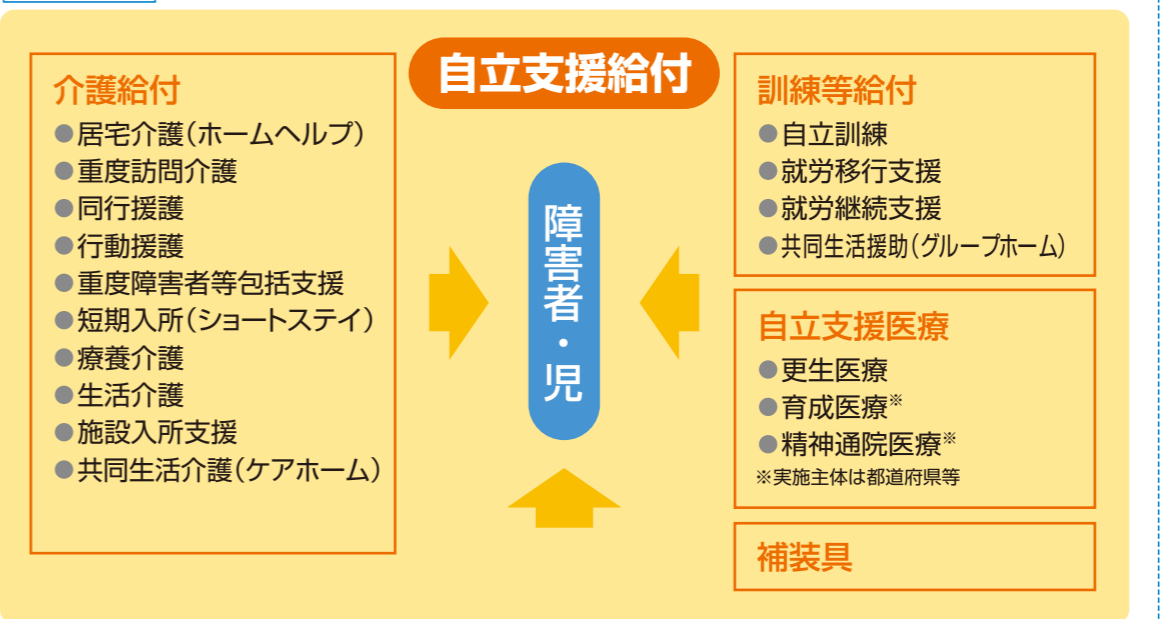 自立支援給付
介護給付
●居宅介護(ホームヘルプ)
●重度訪問介護
●同行援護
●行動援護
●重度障害者等包括支援
●短期入所(ショートステイ)
●療養介護
●生活介護
●施設入所支援
●共同生活介護(ケアホーム)
障害者・児
訓練等給付
●自立訓練
●就労移行支援
●就労継続支援
●共同生活援助(グループホーム)
自立支援医療
●更生医療
●育成医療※
●精神通院医療※
※実施主体は都道府県等
補装具